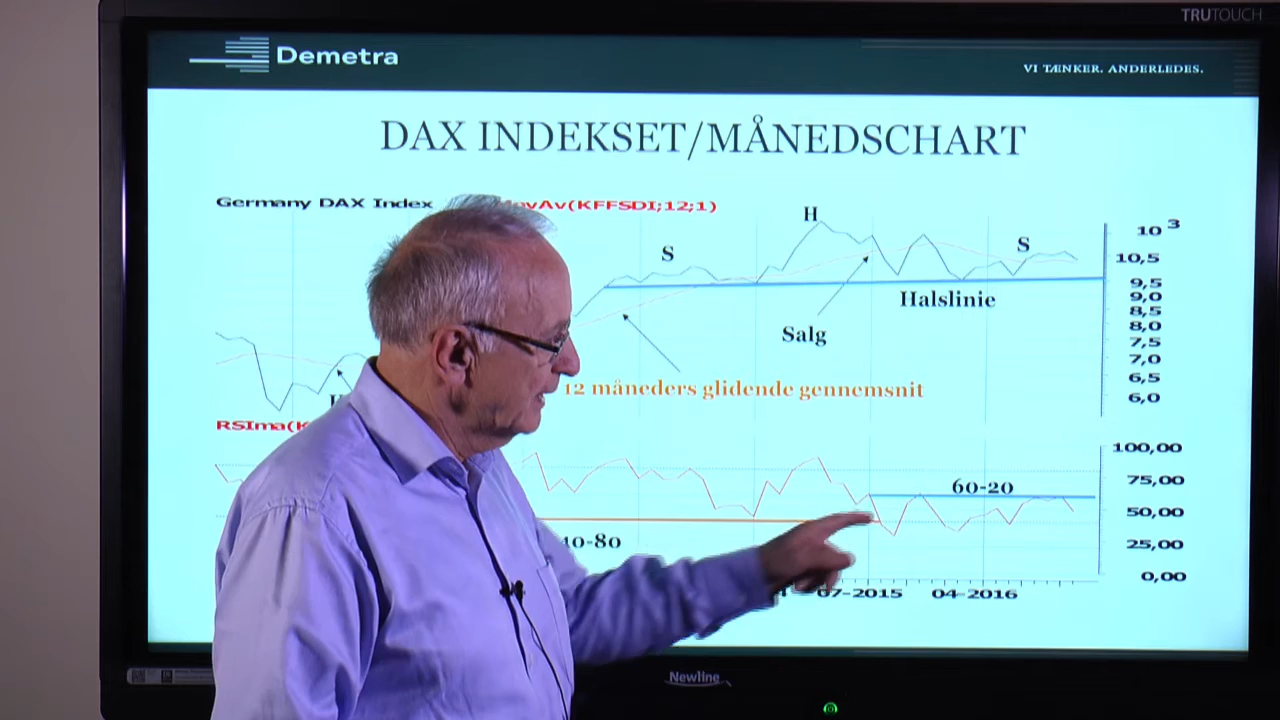 TRUTOUCH
Demetra
VI TÆNKER. ANDERLEDES.
DAX INDEKSET/MÅNEDSCHART
Germany DAX Index
MovAv(KFFSDI;12;1)
H
10 3
S
S
10,5
9,5
Halslinie
9,0
8,5
Salg
8,0
7,5
7,0
12 måneders glidende gennemsnit
6,5
6,0
RSIma(K
100,00
75,00
60-20
50,00
40-80
25,00
0,00
07-2015
04-2016
Newline